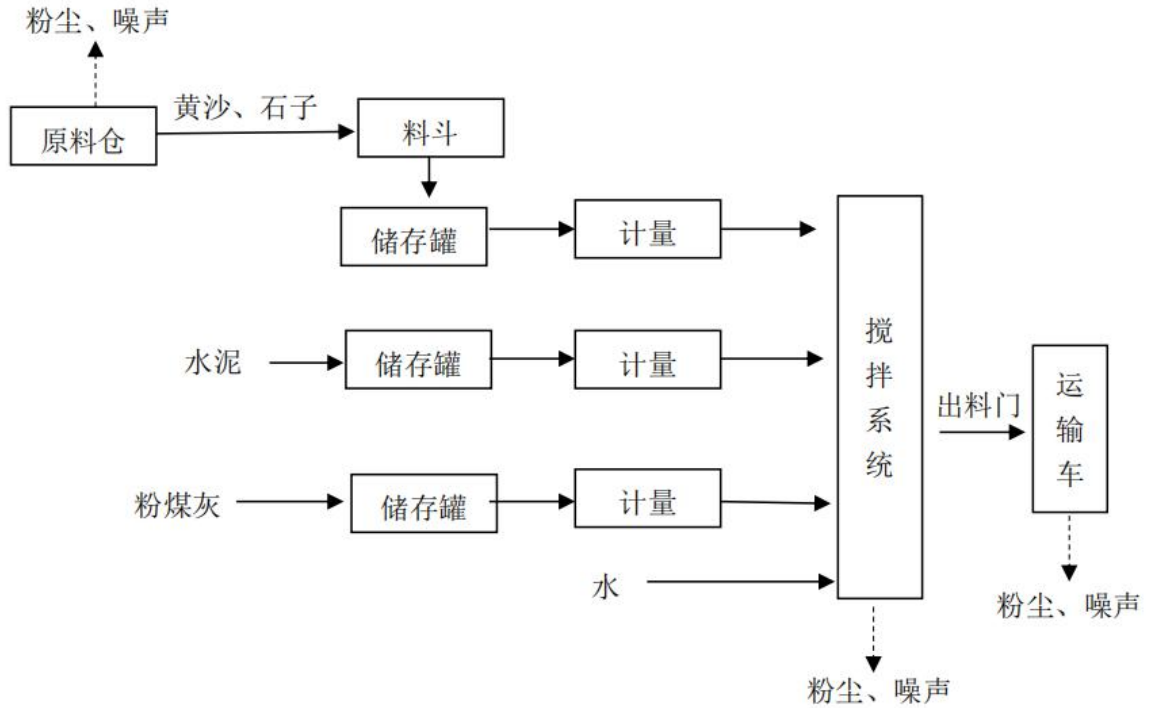 粉尘、噪声
黄沙、石子
原料仓
料斗
储存罐
计量
水泥
储存罐
计量
搅拌系统
出料门
运输车
粉煤灰
储存罐
计量
水
粉尘、噪声
粉尘、噪声